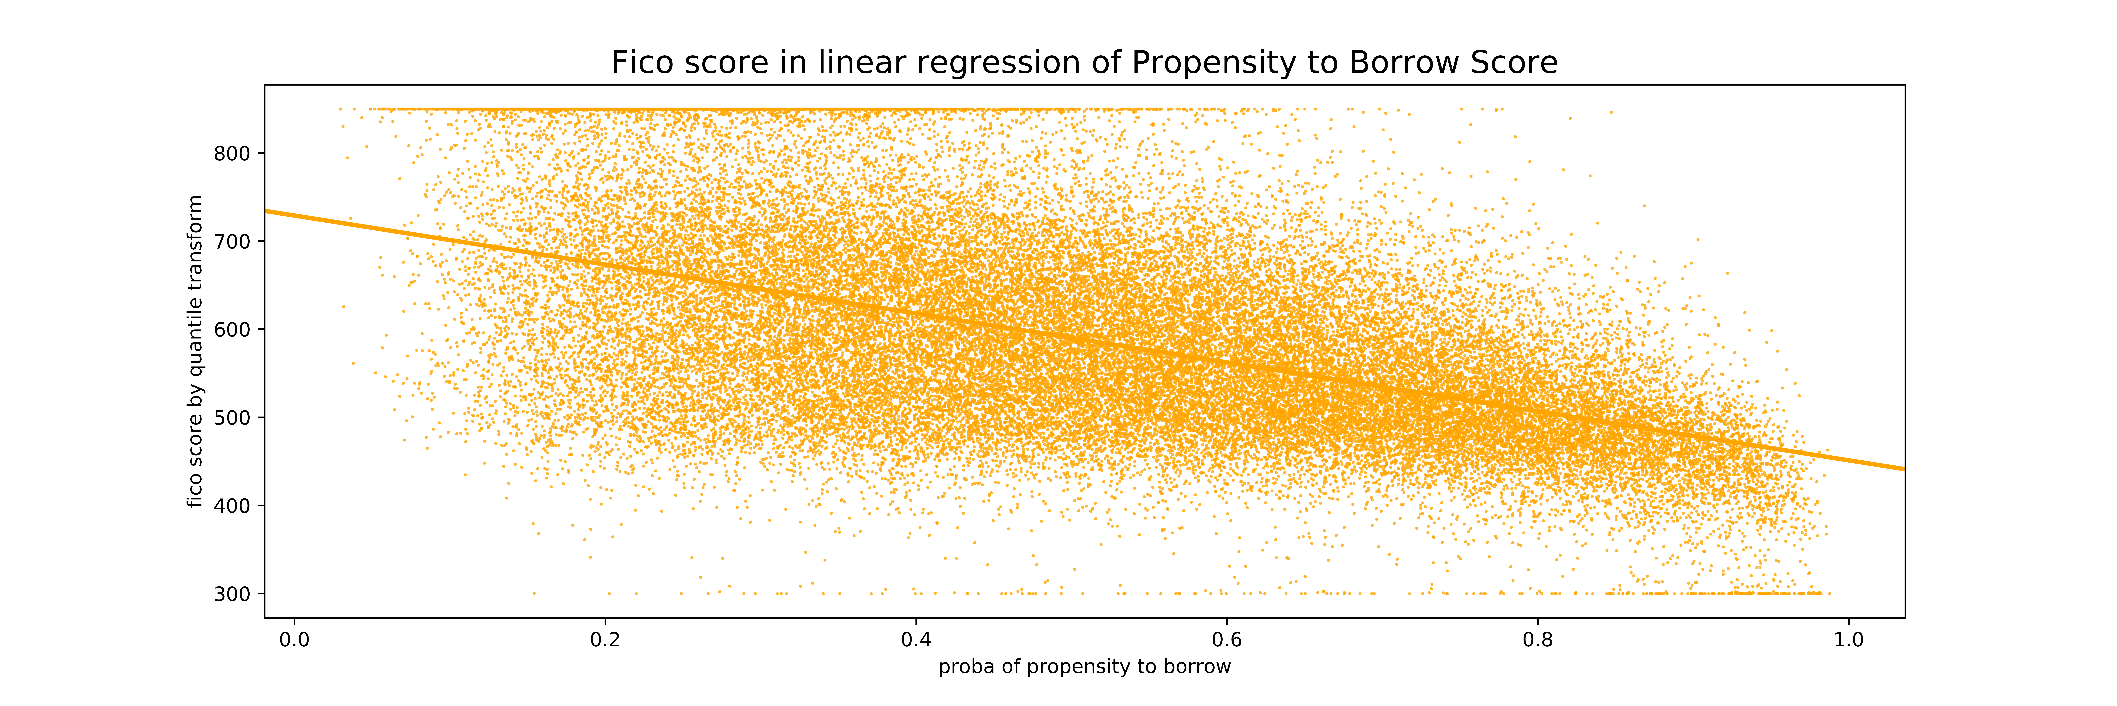 Fico score in linear regression of Propensity to Borrow Score
fico score by quantile transform
800
700
600
500
400
300
0.0 0.2 0.4 0.6 0.8 1.0
proba of propensity to borrow